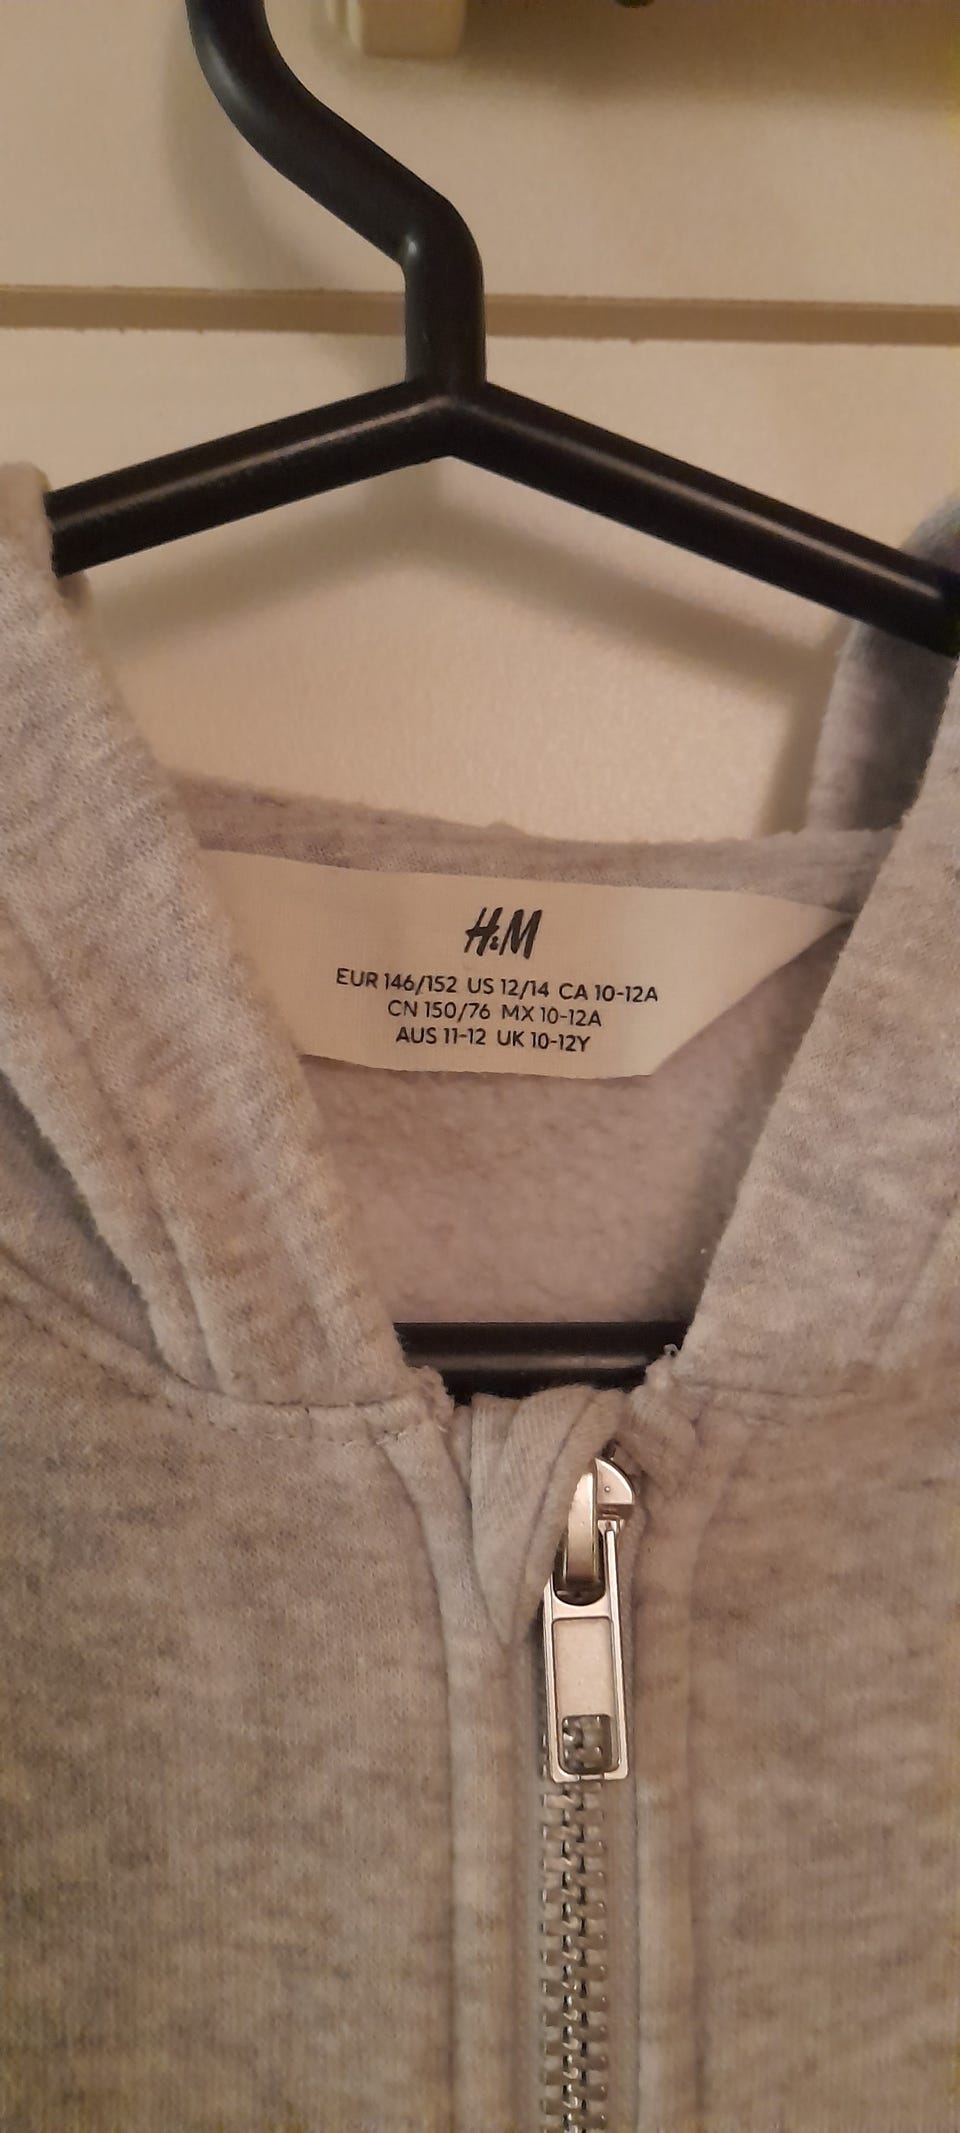 H&M
EUR 146/152 US 12/14 CA 10-12A
CN 150/76 MX 10-12A
AUS 11-12 UK 10-12Y